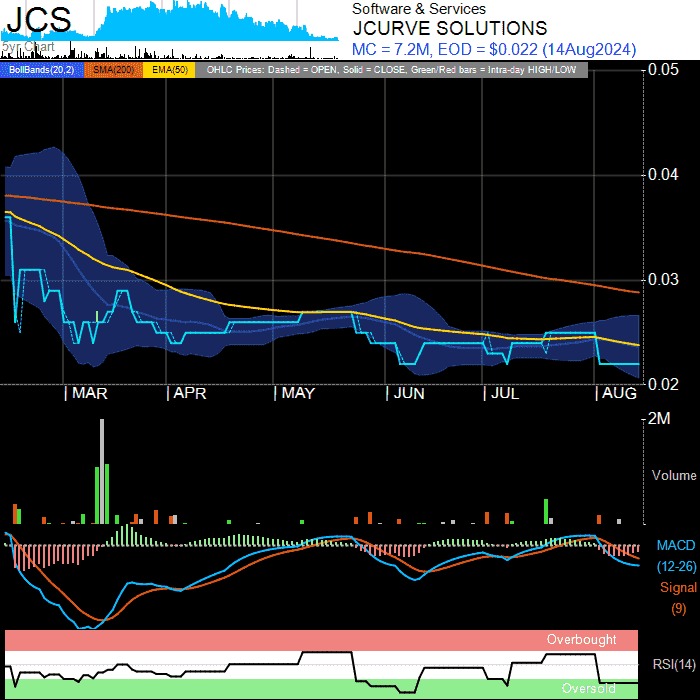 JCS
5yr Chart
Software & Services
JCURVE SOLUTIONS
MC = 7.2M, EOD = $0.022 (14Aug2024)
BollBands(20,2) SMA(200) EMA(50) OHLC Prices: Dashed = OPEN, Solid = CLOSE, Green/Red bars = Intra-day HIGH/LOW
0.05
0.04
0.03
0.02
| MAR | APR | MAY | JUN | JUL | AUG
2M
Volume
MACD
(12-26)
Signal
(9)
Overbought
RSI(14)
Oversold